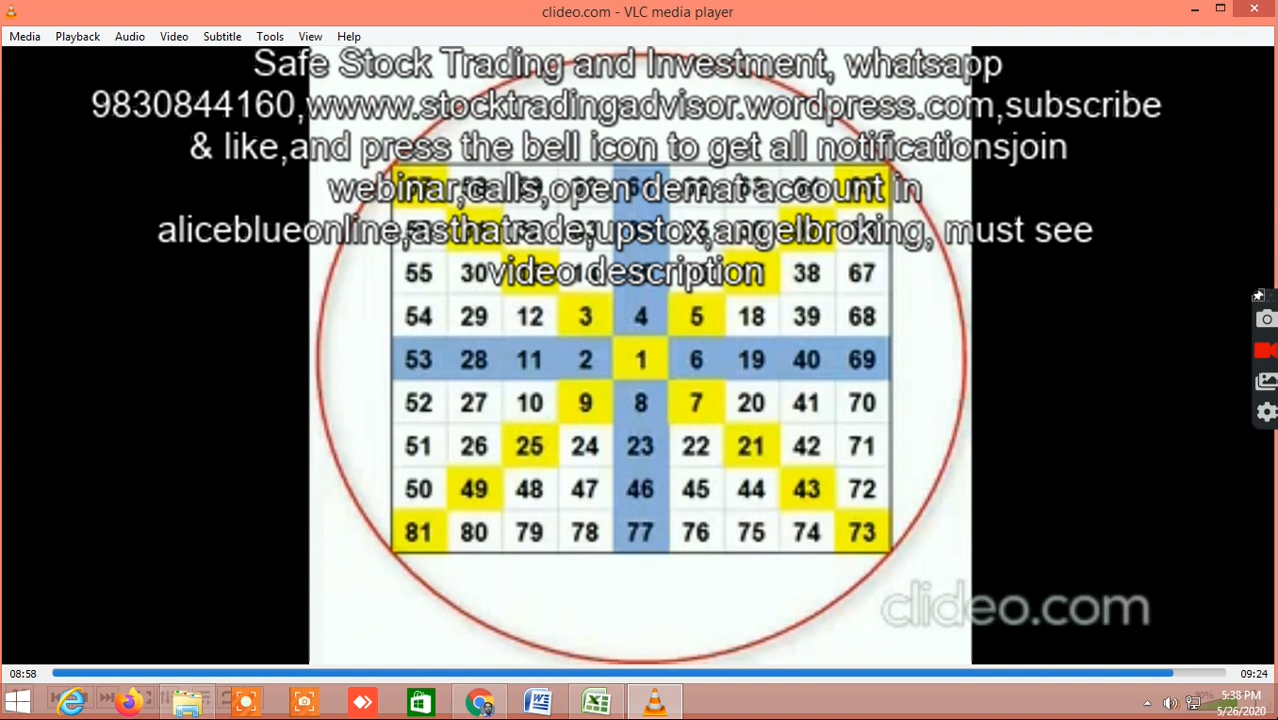 clideo.com - VLC media player
Media Playback Audio Video Subtitle Tools View Help
Safe Stock Trading and Investment, whatsapp
9830844160,wwww.stocktradingadvisor.wordpress.com,subscribe
& like,and press the bell icon to get all notificationsjoin
webinar,calls,open demat account in
aliceblueonline,asthatrade,upstox,angelbroking, must see
video description
55 30 38 67
54 29 12 3 4 5 18 39 68
53 28 11 2 1 6 19 40 69
52 27 10 9 8 7 20 41 70
51 26 25 24 23 22 21 42 71
50 49 48 47 46 45 44 43 72
81 80 79 78 77 76 75 74 73
clideo.com
08:58 09:24
5:38 PM
5/26/2020